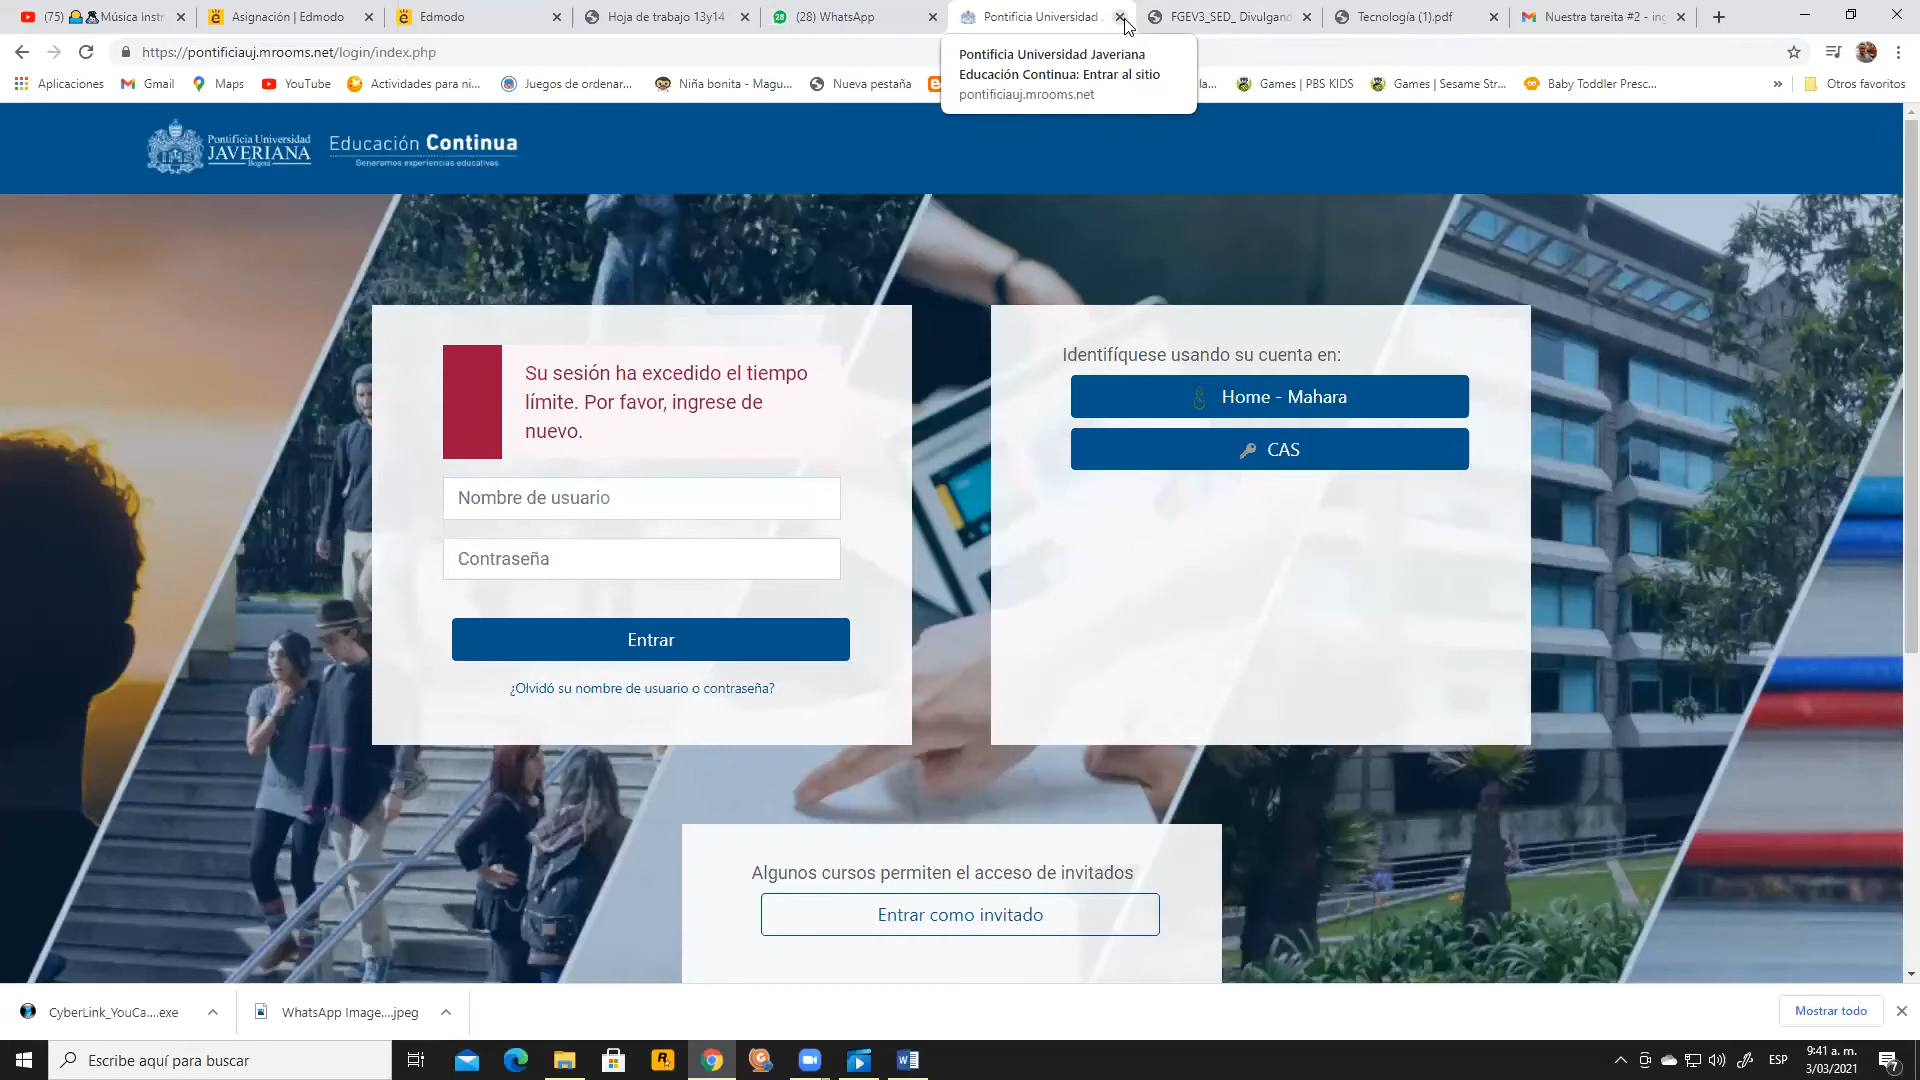 (75) Música Instr
Asignación | Edmodo
Edmodo
Hoja de trabajo 13y14
(28) WhatsApp
Pontificia Universidad
FGEV3_SED_ Divulgand
Tecnología (1).pdf
Nuestra tareita #2 - in
https://pontificiauj.mrooms.net/login/index.php
Pontificia Universidad Javeriana
Educación Continua: Entrar al sitio
pontificiauj.mrooms.net
Aplicaciones
Gmail
Maps
YouTube
Actividades para ni...
Juegos de ordenar...
Niña bonita - Magu...
Nueva pestaña
la...
Games | PBS KIDS
Games | Sesame Str...
Baby Toddler Presc...
»
Otros favoritos
Pontificia Universidad
JAVERIANA
Bogotá
Educación Continua
Generamos experiencias educativas
Su sesión ha excedido el tiempo
límite. Por favor, ingrese de
nuevo.
Nombre de usuario
Contraseña
Entrar
¿Olvidó su nombre de usuario o contraseña?
Identifíquese usando su cuenta en:
Home - Mahara
CAS
Algunos cursos permiten el acceso de invitados
Entrar como invitado
CyberLink_YouCa....exe
WhatsApp Image....jpeg
Mostrar todo
Escribe aquí para buscar
ESP
9:41 a. m.
3/03/2021
7